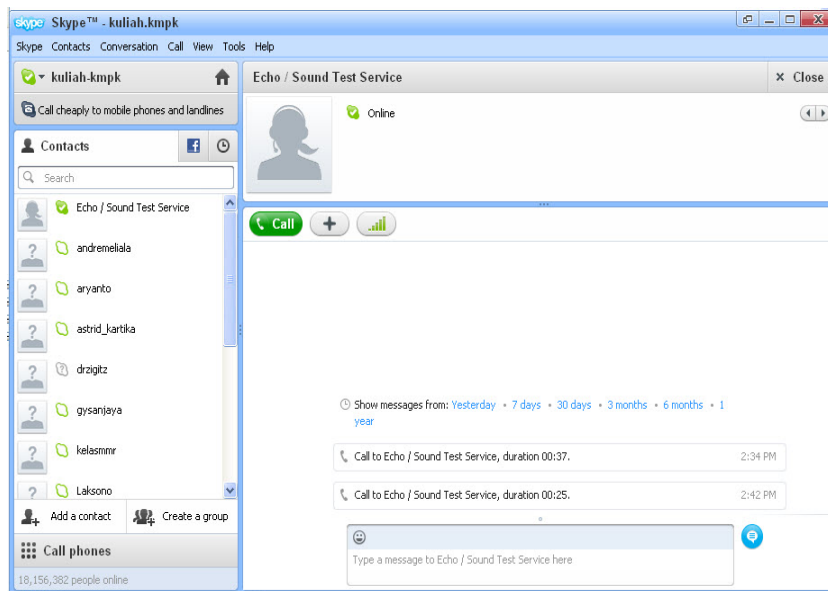 skype Skype™ - kuliah.kmpk
Skype Contacts Conversation Call View Tools Help
kuliah-kmpk
Call cheaply to mobile phones and landlines
Contacts
Search
Echo / Sound Test Service
andremeliala
aryanto
astrid_kartika
drzigitz
gysanjaya
kelasmmr
Laksono
Add a contact
Create a group
Call phones
18,156,382 people online
Echo / Sound Test Service
× Close
Online
Call
Show messages from: Yesterday • 7 days • 30 days • 3 months • 6 months • 1
year
Call to Echo / Sound Test Service, duration 00:37. 2:34 PM
Call to Echo / Sound Test Service, duration 00:25. 2:42 PM
Type a message to Echo / Sound Test Service here